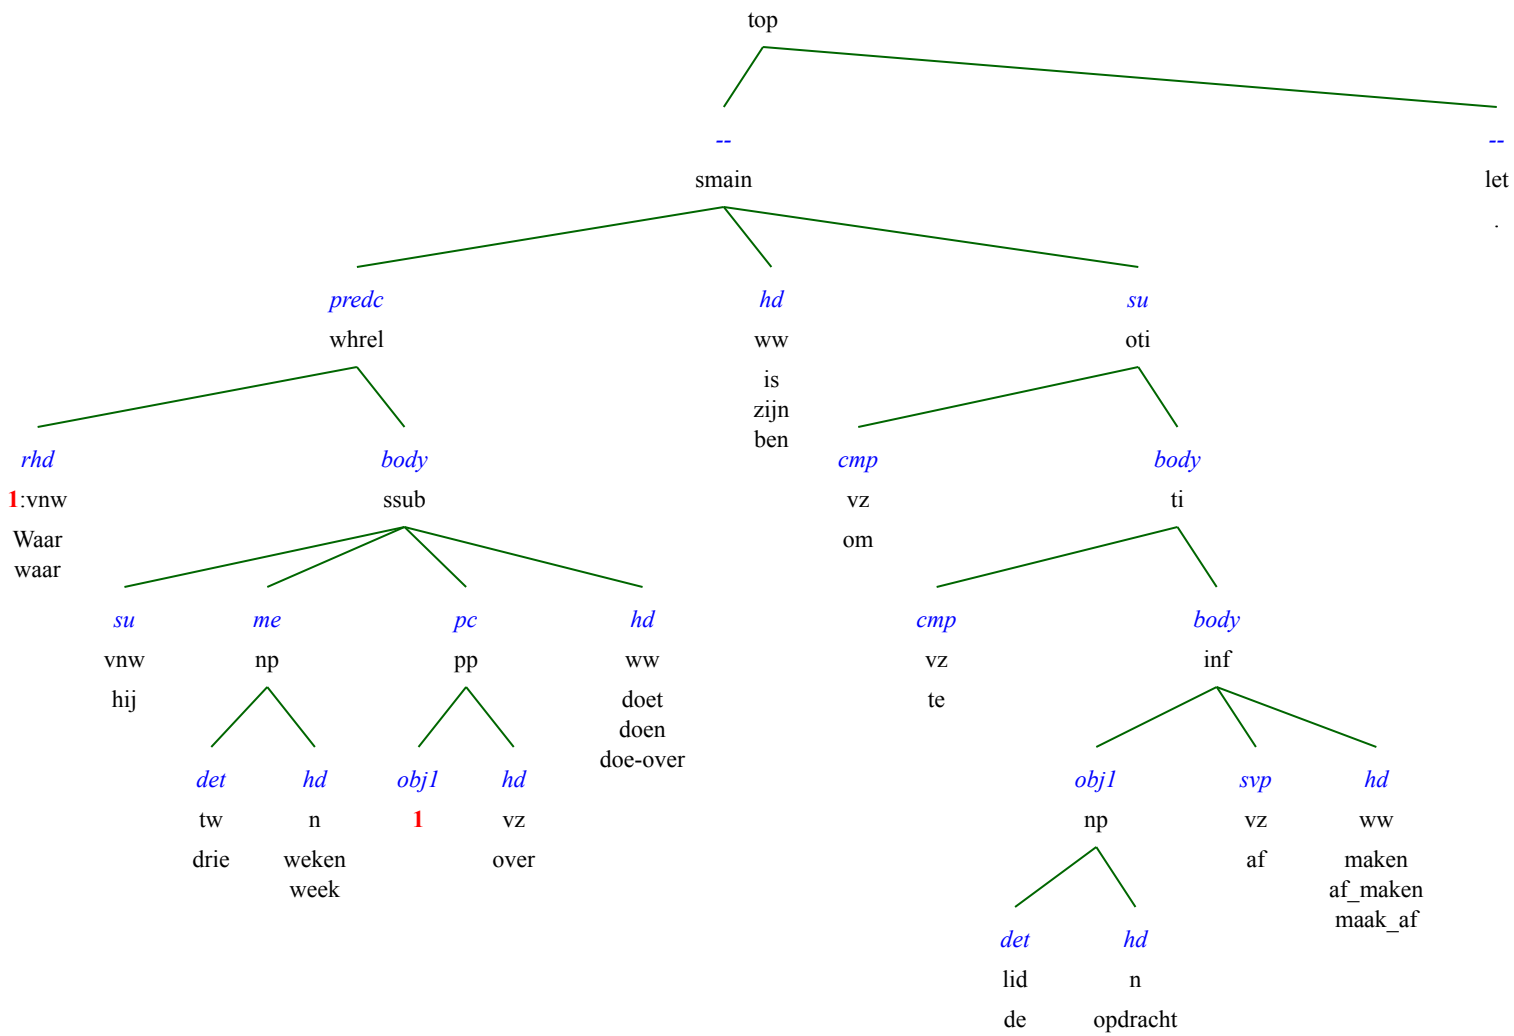 top
-- --
smain let
.
predc hd su
whrel ww oti
is
zijn
ben
rhd body cmp body
1:vnw ssub vz ti
Waar om
waar
su me pc hd cmp body
vnw np pp ww vz inf
hij doet te
doen
doe-over
det hd obj1 hd obj1 svp hd
tw n 1 vz np vz ww
drie weken over af maken
week af_maken
maak_af
det hd
lid n
de opdracht